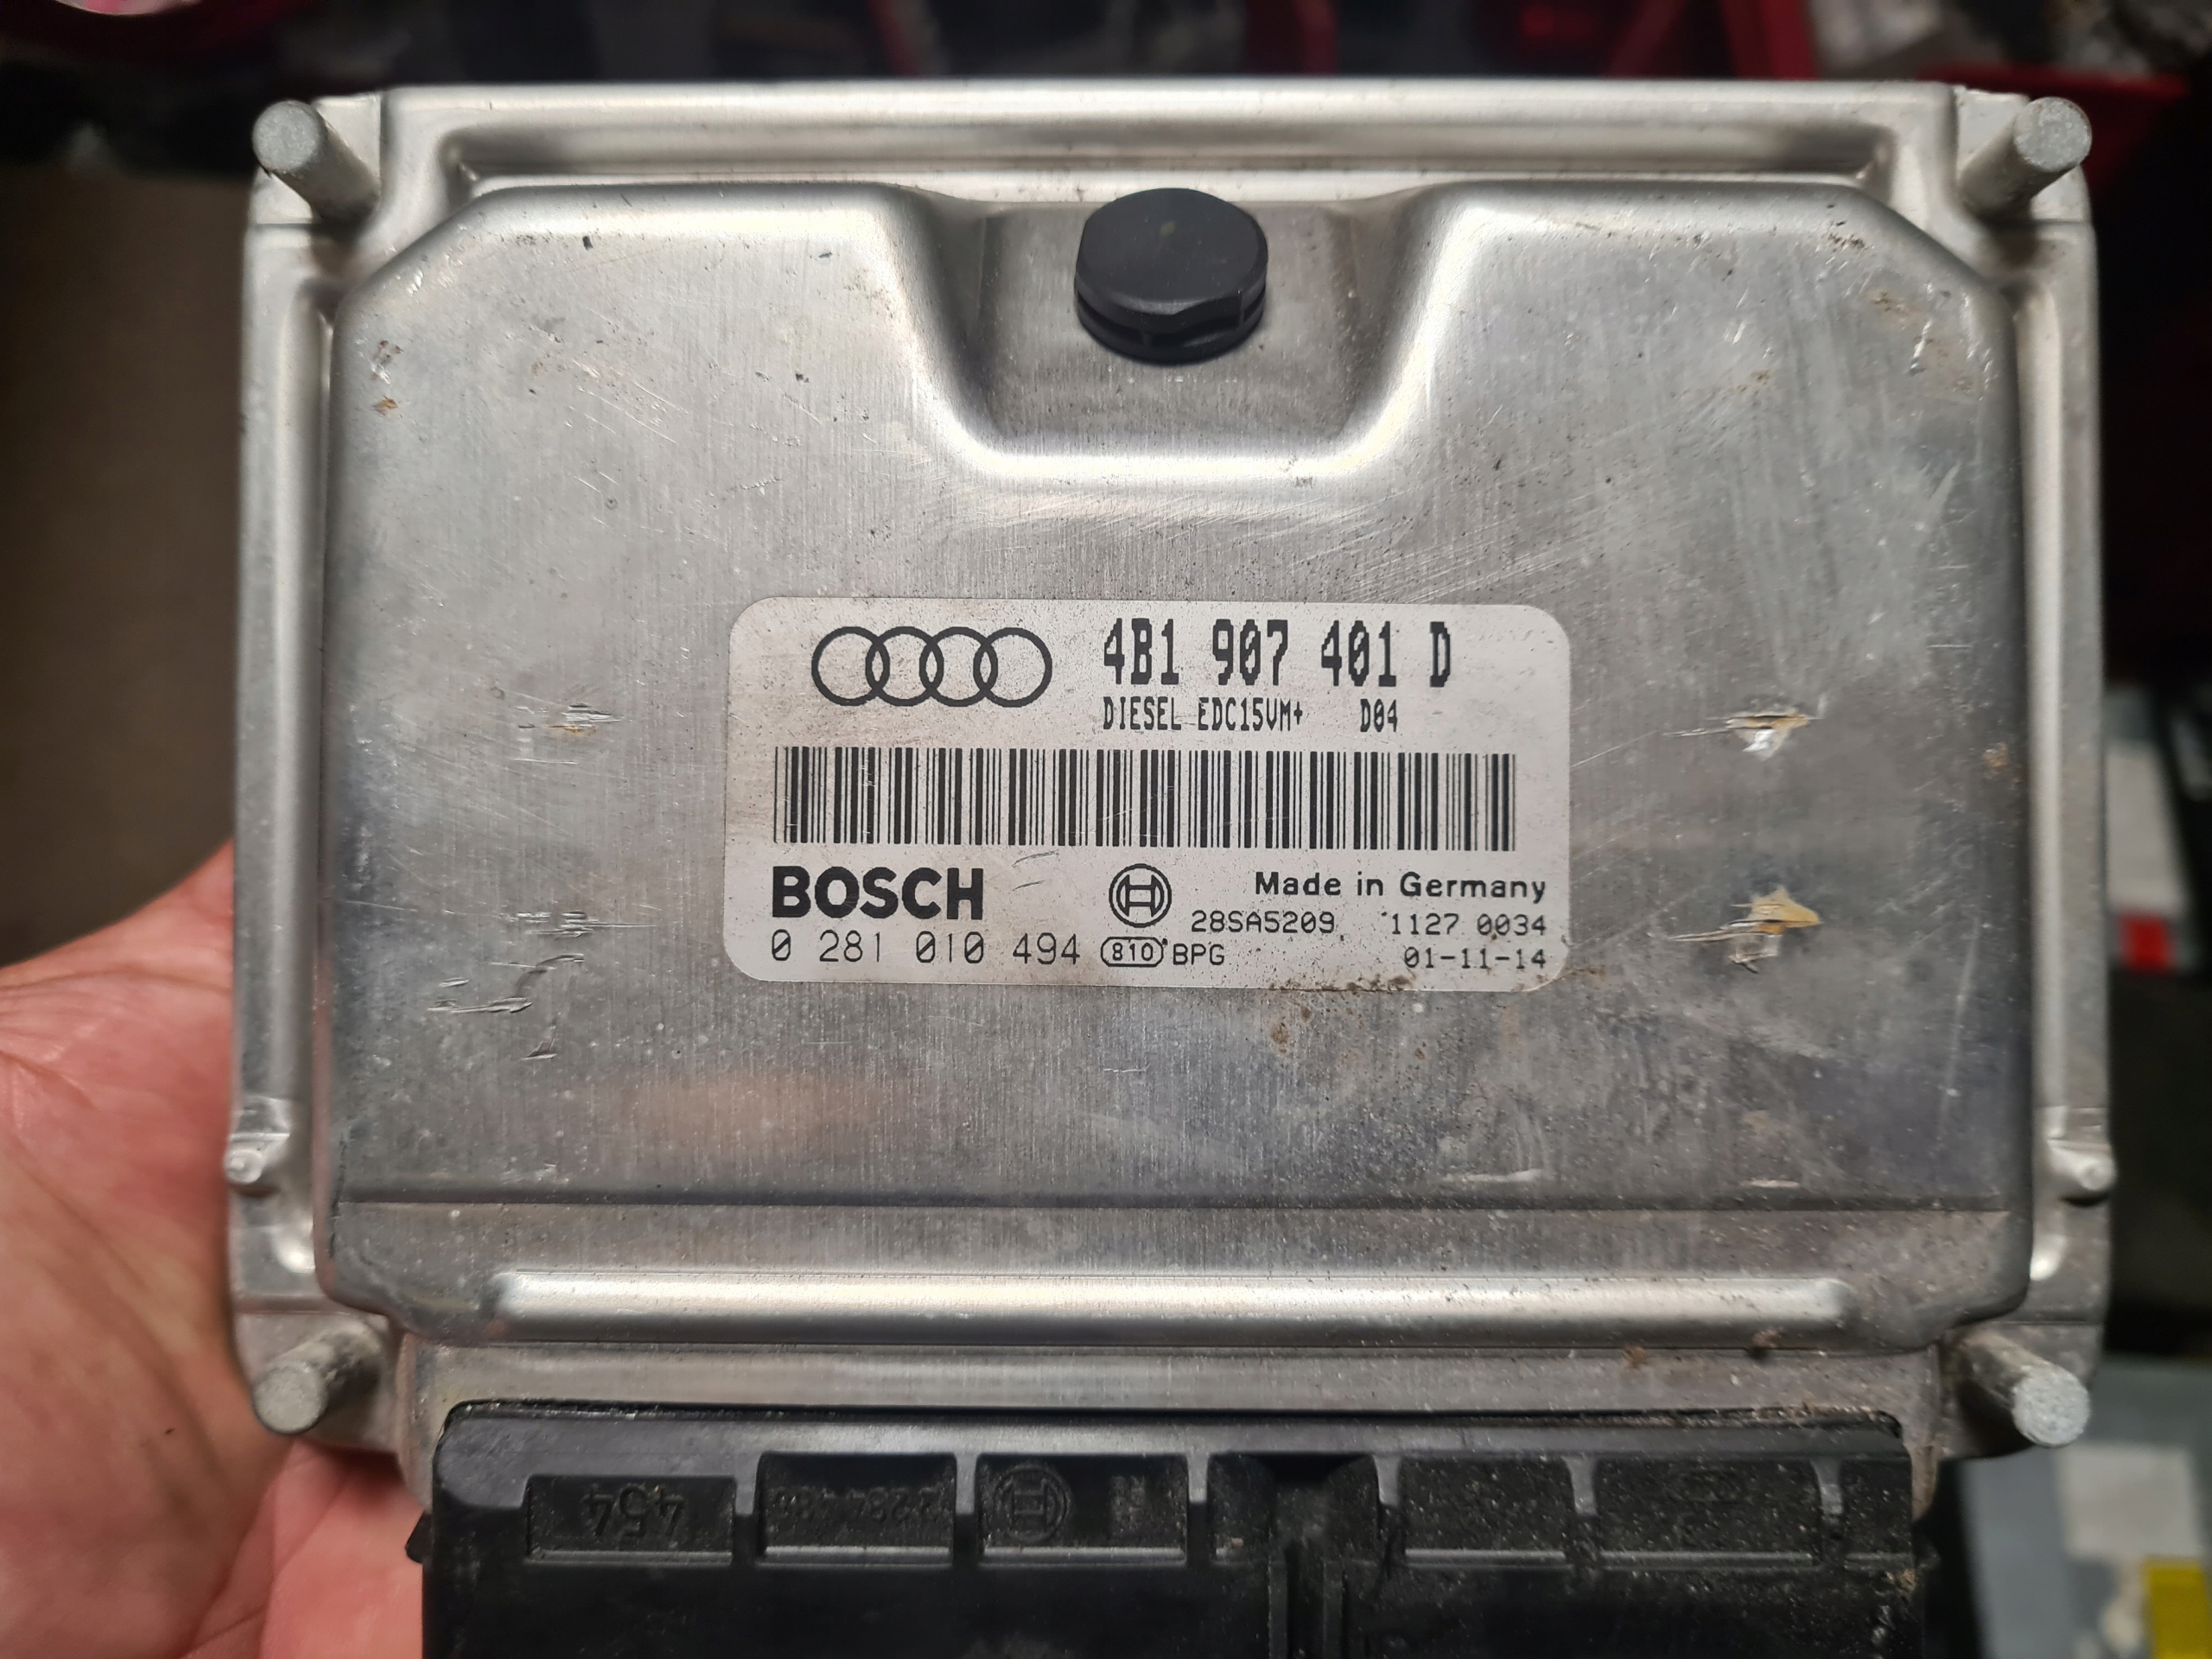 4B1 907 401 D
DIESEL EDC15VM+ D04
BOSCH
Made in Germany
28SA5209 1127 0034
0 281 010 494 810 BPG 01-11-14
454